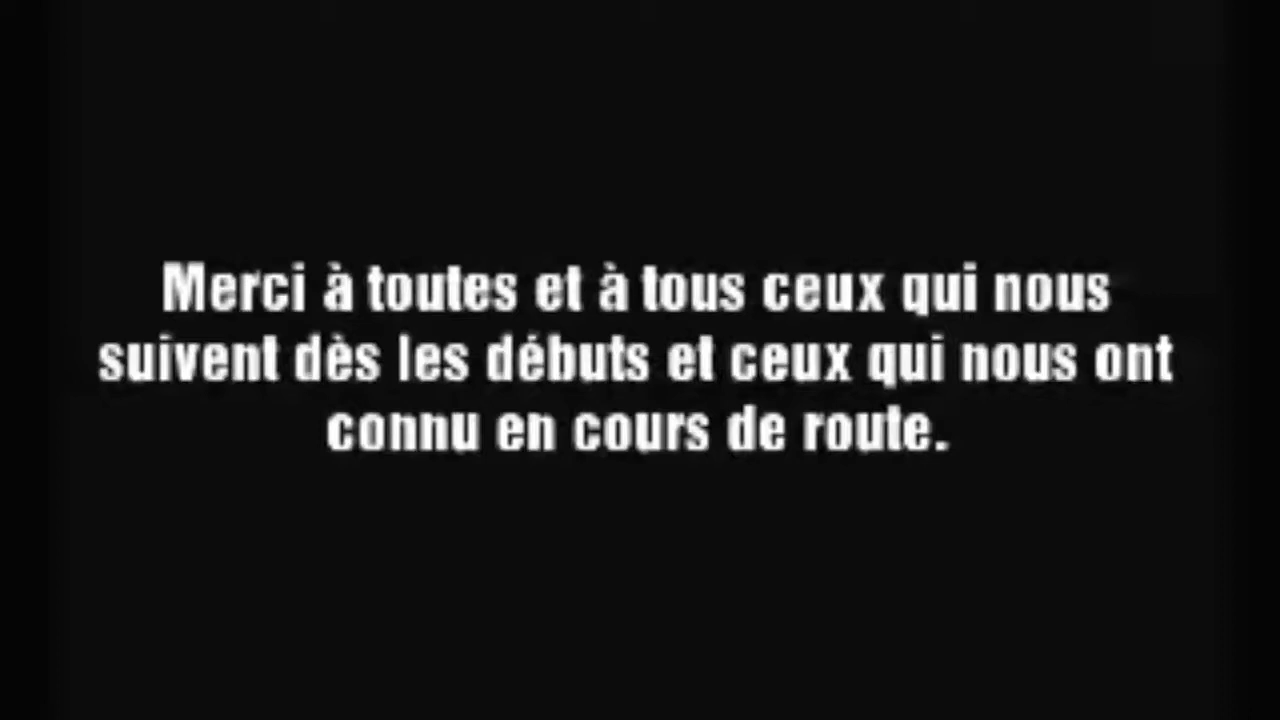 Merci à toutes et à tous ceux qui nous
suivent dès les débuts et ceux qui nous ont
connu en cours de route.